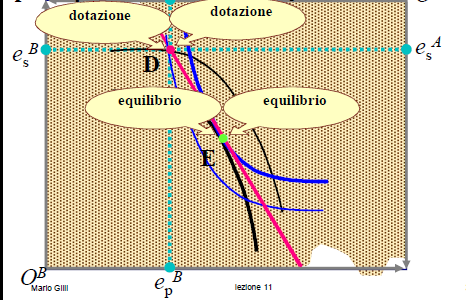 dotazione
dotazione
e_s^B
e_s^A
D
equilibrio
equilibrio
E
O^B
Mario Gilli
e_p^B
lezione 11